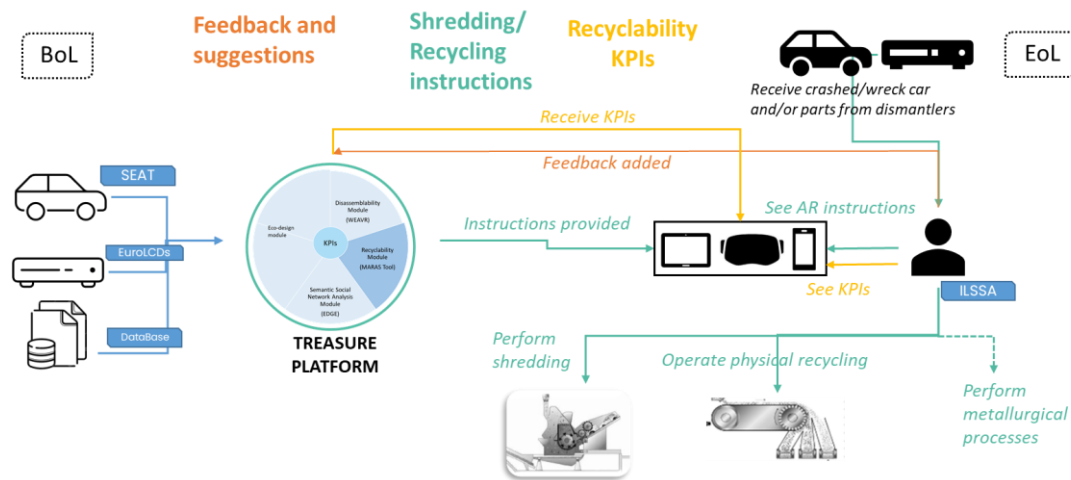 BoL
Feedback and
suggestions
Shredding/
Recycling
instructions
Recyclability
KPIs
EoL
Receive crashed/wreck car
and/or parts from dismantlers
Receive KPIs
Feedback added
SEAT
EuroLCDs
DataBase
Disassemblability
Module
(WEAVR)
Eco-design
module
KPIs
Recyclability
Module
(MARAS Tool)
Semantic Social
Network Analysis
Module
(EDGE)
TREASURE
PLATFORM
Instructions provided
See AR instructions
See KPIs
ILSSA
Perform
shredding
Operate physical recycling
Perform
metallurgical
processes